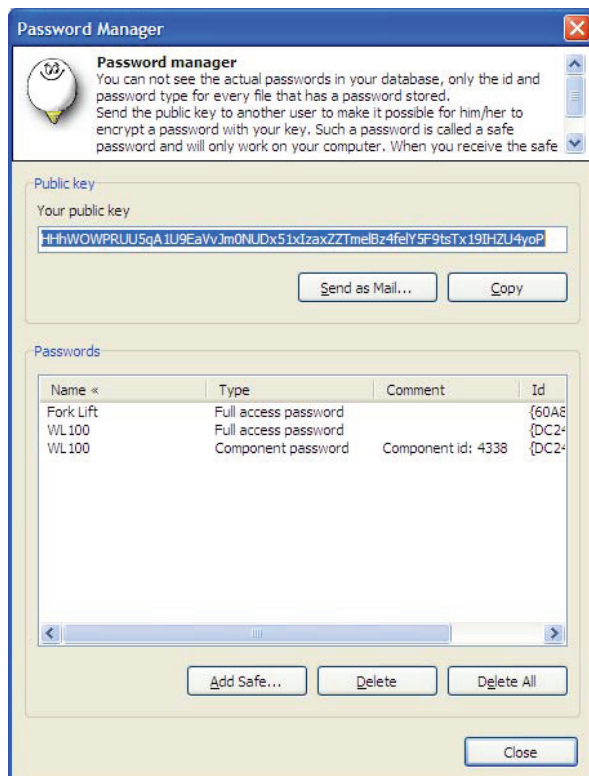 Password Manager
Password manager
You can not see the actual passwords in your database, only the id and
password type for every file that has a password stored.
Send the public key to another user to make it possible for him/her to
encrypt a password with your key. Such a password is called a safe
password and will only work on your computer. When you receive the safe
Public key
Your public key
HHhWOWPRUU5qA1U9EaVvJm0NUDx51xIzaxZZTmelBz4felY5F9tsTx19IHZU4yoP
Send as Mail... Copy
Passwords
Name « Type Comment Id
Fork Lift Full access password {60A8
WL100 Full access password {DC24
WL100 Component password Component id: 4338 {DC24
Add Safe... Delete Delete All
Close